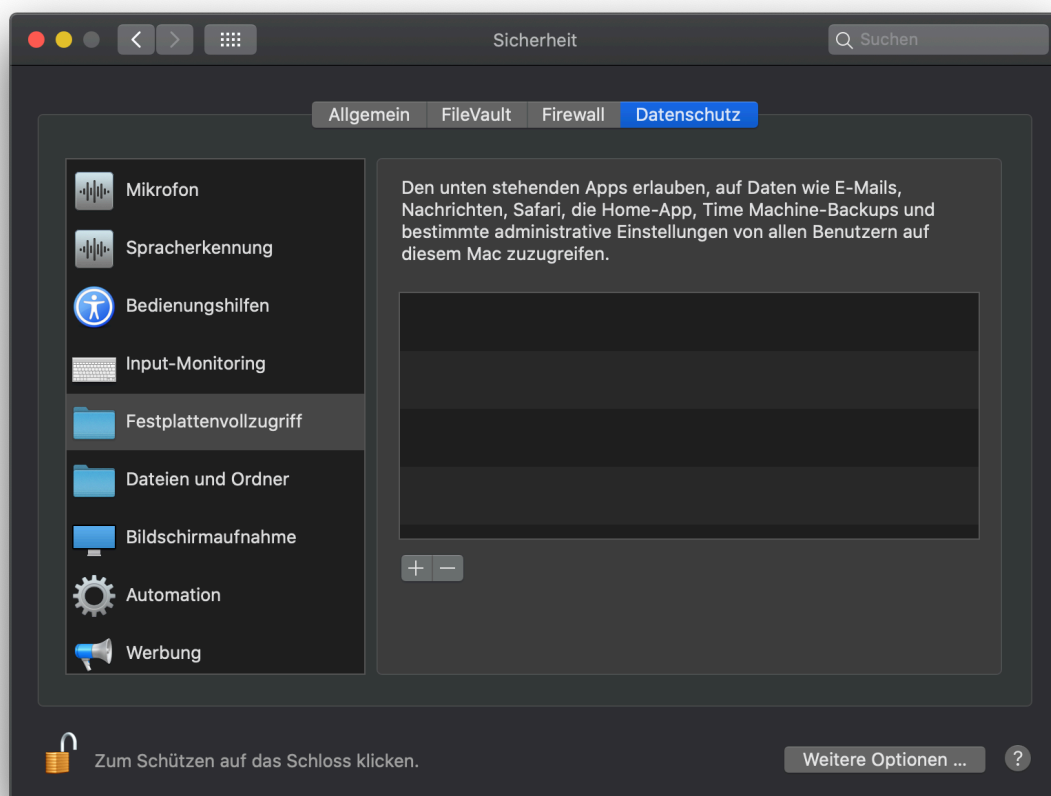 Sicherheit
Suchen
Allgemein
FileVault
Firewall
Datenschutz
Mikrofon
Spracherkennung
Bedienungshilfen
Input-Monitoring
Festplattenvollzugriff
Dateien und Ordner
Bildschirmaufnahme
Automation
Werbung
Den unten stehenden Apps erlauben, auf Daten wie E-Mails,
Nachrichten, Safari, die Home-App, Time Machine-Backups und
bestimmte administrative Einstellungen von allen Benutzern auf
diesem Mac zuzugreifen.
Zum Schützen auf das Schloss klicken.
Weitere Optionen ...
?